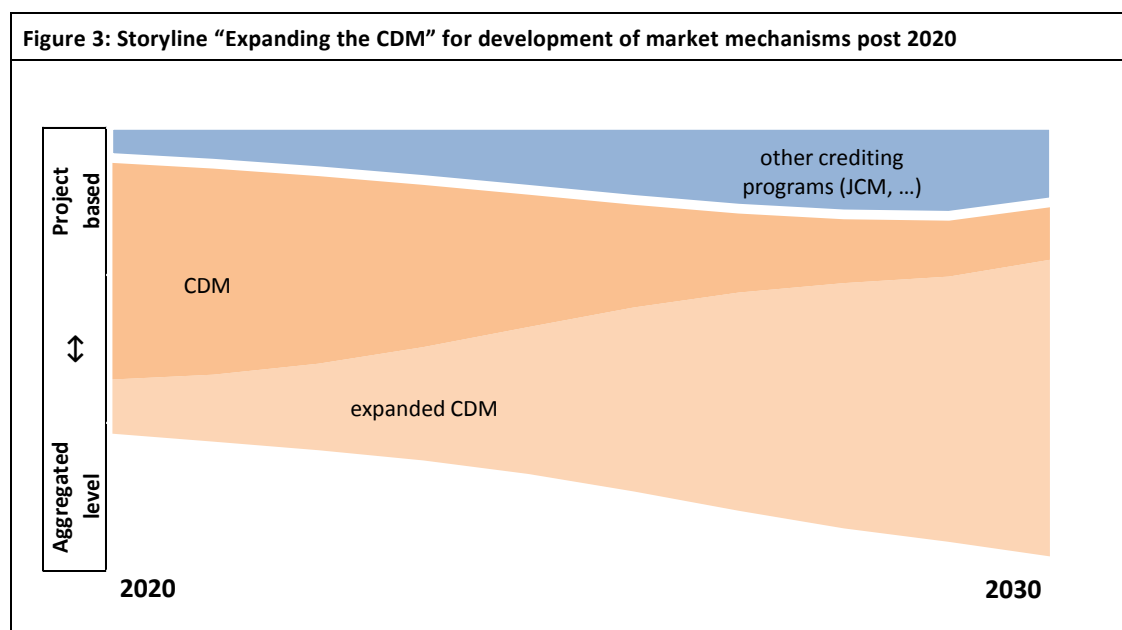 Figure 3: Storyline “Expanding the CDM” for development of market mechanisms post 2020
Project
based
↔
Aggregated
level
other crediting
programs (JCM, …)
CDM
expanded CDM
2020
2030